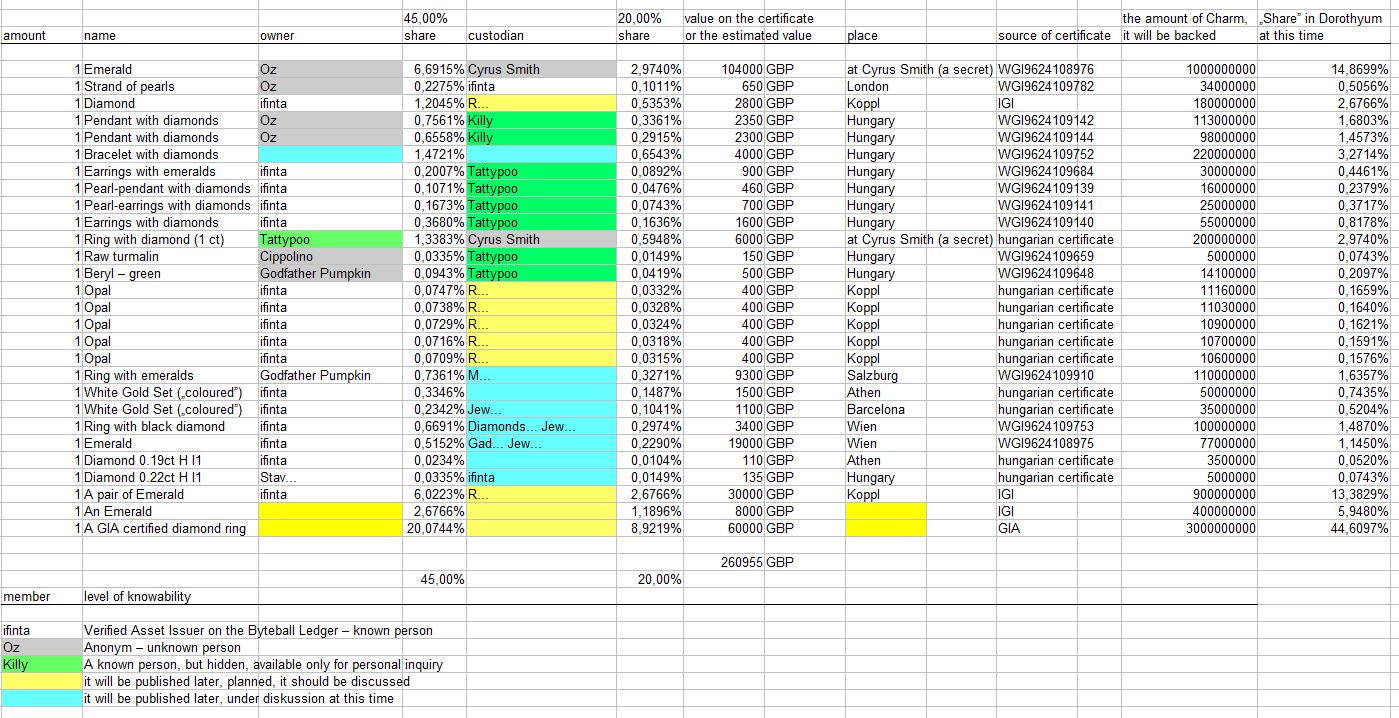 45,00% 20,00% value on the certificate the amount of Charm, „Share” in Dorothyum
amount name owner share custodian share or the estimated value place source of certificate it will be backed at this time
1 Emerald Oz 6,6915% Cyrus Smith 2,9740% 104000 GBP at Cyrus Smith (a secret) WGI9624108976 1000000000 14,8699%
1 Strand of pearls Oz 0,2275% ifinta 0,1011% 650 GBP London WGI9624109782 34000000 0,5056%
1 Diamond ifinta 1,2045% R... 0,5353% 2800 GBP Koppl IGI 180000000 2,6766%
1 Pendant with diamonds Oz 0,7561% Killy 0,3361% 2350 GBP Hungary WGI9624109142 113000000 1,6803%
1 Pendant with diamonds Oz 0,6558% Killy 0,2915% 2300 GBP Hungary WGI9624109144 98000000 1,4573%
1 Bracelet with diamonds 1,4721% 0,6543% 4000 GBP Hungary WGI9624109752 220000000 3,2714%
1 Earrings with emeralds ifinta 0,2007% Tattypoo 0,0892% 900 GBP Hungary WGI9624109684 30000000 0,4461%
1 Pearl-pendant with diamonds ifinta 0,1071% Tattypoo 0,0476% 460 GBP Hungary WGI9624109139 16000000 0,2379%
1 Pearl-earrings with diamonds ifinta 0,1673% Tattypoo 0,0743% 700 GBP Hungary WGI9624109141 25000000 0,3717%
1 Earrings with diamonds ifinta 0,3680% Tattypoo 0,1636% 1600 GBP Hungary WGI9624109140 55000000 0,8178%
1 Ring with diamond (1 ct) Tattypoo 1,3383% Cyrus Smith 0,5948% 6000 GBP at Cyrus Smith (a secret) hungarian certificate 200000000 2,9740%
1 Raw turmalin Cippolino 0,0335% Tattypoo 0,0149% 150 GBP Hungary WGI9624109659 5000000 0,0743%
1 Beryl – green Godfather Pumpkin 0,0943% Tattypoo 0,0419% 500 GBP Hungary WGI9624109648 14100000 0,2097%
1 Opal ifinta 0,0747% R... 0,0332% 400 GBP Koppl hungarian certificate 11160000 0,1659%
1 Opal ifinta 0,0738% R... 0,0328% 400 GBP Koppl hungarian certificate 11030000 0,1640%
1 Opal ifinta 0,0729% R... 0,0324% 400 GBP Koppl hungarian certificate 10900000 0,1621%
1 Opal ifinta 0,0716% R... 0,0318% 400 GBP Koppl hungarian certificate 10700000 0,1591%
1 Opal ifinta 0,0709% R... 0,0315% 400 GBP Koppl hungarian certificate 10600000 0,1576%
1 Ring with emeralds Godfather Pumpkin 0,7361% M... 0,3271% 9300 GBP Salzburg WGI9624109910 110000000 1,6357%
1 White Gold Set („coloured”) ifinta 0,3346% 0,1487% 1500 GBP Athen hungarian certificate 50000000 0,7435%
1 White Gold Set („coloured”) ifinta 0,2342% Jew... 0,1041% 1100 GBP Barcelona hungarian certificate 35000000 0,5204%
1 Ring with black diamond ifinta 0,6691% Diamonds... Jew... 0,2974% 3400 GBP Wien WGI9624109753 100000000 1,4870%
1 Emerald ifinta 0,5152% Gad... Jew... 0,2290% 19000 GBP Wien WGI9624108975 77000000 1,1450%
1 Diamond 0.19ct H I1 ifinta 0,0234% 0,0104% 110 GBP Athen hungarian certificate 3500000 0,0520%
1 Diamond 0.22ct H I1 Stav... 0,0335% ifinta 0,0149% 135 GBP Hungary hungarian certificate 5000000 0,0743%
1 A pair of Emerald ifinta 6,0223% R... 2,6766% 30000 GBP Koppl IGI 900000000 13,3829%
1 An Emerald 2,6766% 1,1896% 8000 GBP IGI 400000000 5,9480%
1 A GIA certified diamond ring 20,0744% 8,9219% 60000 GBP GIA 3000000000 44,6097%
260955 GBP
45,00% 20,00%
member level of knowability
ifinta Verified Asset Issuer on the Byteball Ledger – known person
Oz Anonym – unknown person
Killy A known person, but hidden, available only for personal inquiry
it will be published later, planned, it should be discussed
it will be published later, under diskussion at this time